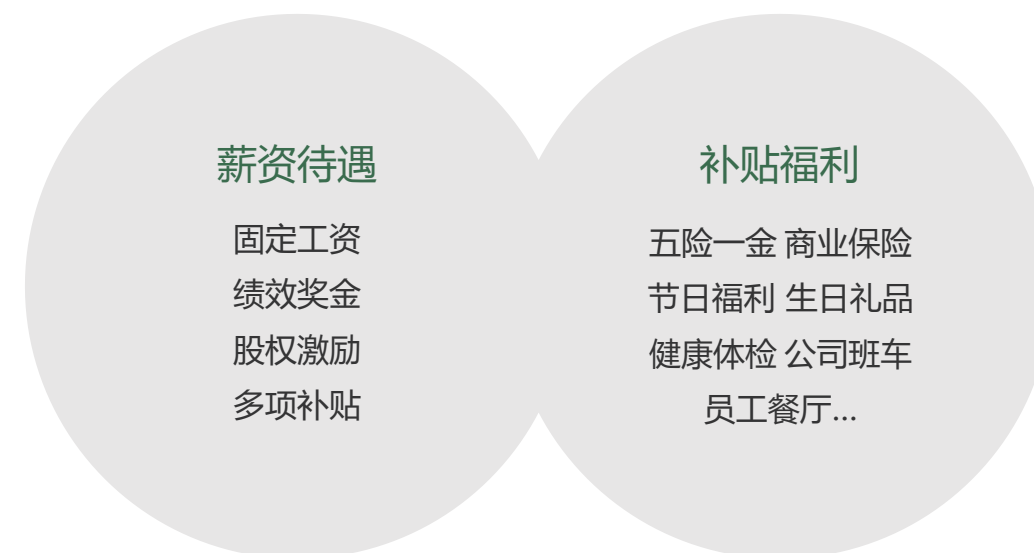 薪资待遇
固定工资
绩效奖金
股权激励
多项补贴
补贴福利
五险一金 商业保险
节日福利 生日礼品
健康体检 公司班车
员工餐厅...